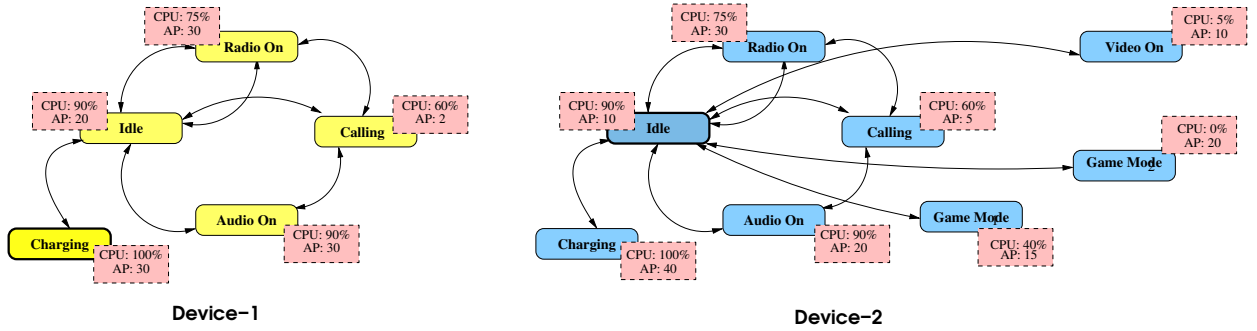 CPU: 75%
AP: 30
Radio On
CPU: 90%
AP: 20
Idle
CPU: 60%
AP: 2
Calling
Audio On
CPU: 90%
AP: 30
Charging
CPU: 100%
AP: 30
Device-1
CPU: 75%
AP: 30
Radio On
CPU: 5%
AP: 10
Video On
CPU: 90%
AP: 10
Idle
CPU: 60%
AP: 5
Calling
CPU: 0%
AP: 20
Game Mode 2
Audio On
CPU: 90%
AP: 20
Game Mode 1
CPU: 40%
AP: 15
Charging
CPU: 100%
AP: 40
Device-2